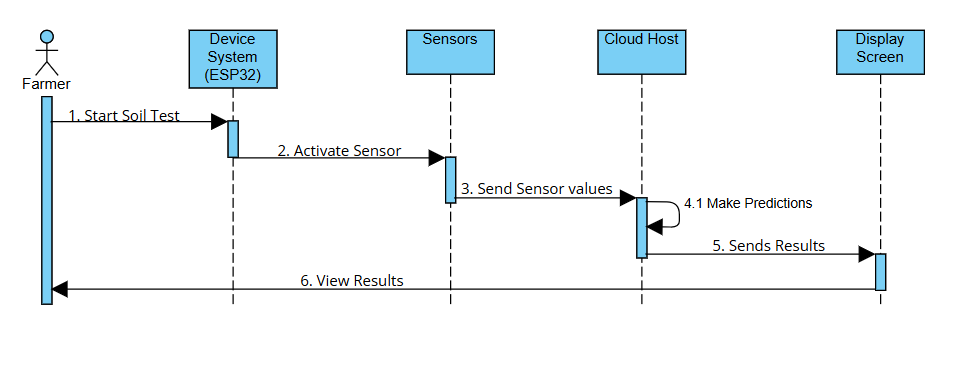 Farmer
Device
System
(ESP32)
Sensors
Cloud Host
Display
Screen
1. Start Soil Test
2. Activate Sensor
3. Send Sensor values
4.1 Make Predictions
5. Sends Results
6. View Results